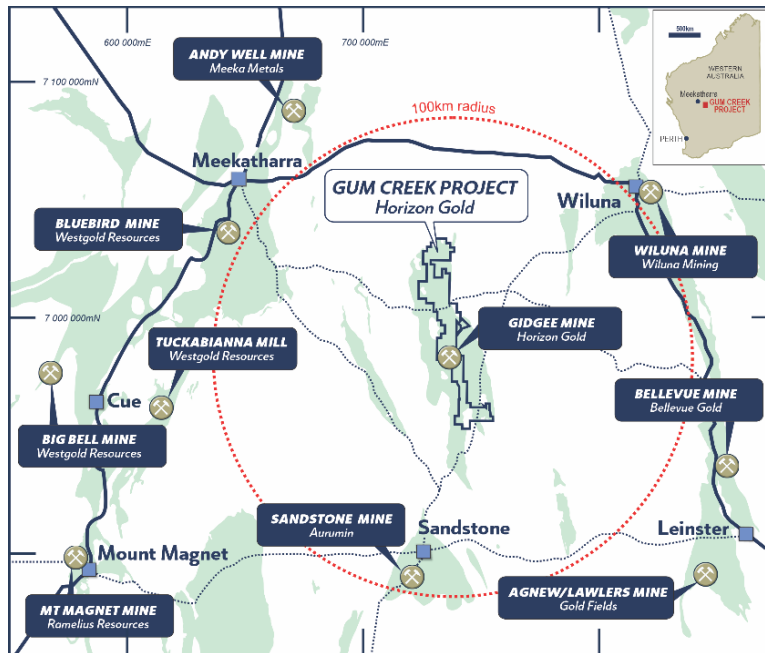 600 000mE
700 000mE
7 100 000mN
7 000 000mN
500km
WESTERN
AUSTRALIA
Meekatharra
GUM CREEK
PROJECT
PERTH
ANDY WELL MINE
Meeka Metals
100km radius
Meekatharra
GUM CREEK PROJECT
Horizon Gold
Wiluna
BLUEBIRD MINE
Westgold Resources
WILUNA MINE
Wiluna Mining
GIDGEE MINE
Horizon Gold
TUCKABIANNA MILL
Westgold Resources
Cue
BELLEVUE MINE
Bellevue Gold
BIG BELL MINE
Westgold Resources
SANDSTONE MINE
Aurumin
Sandstone
Leinster
Mount Magnet
AGNEW/LAWLERS MINE
Gold Fields
MT MAGNET MINE
Ramelius Resources